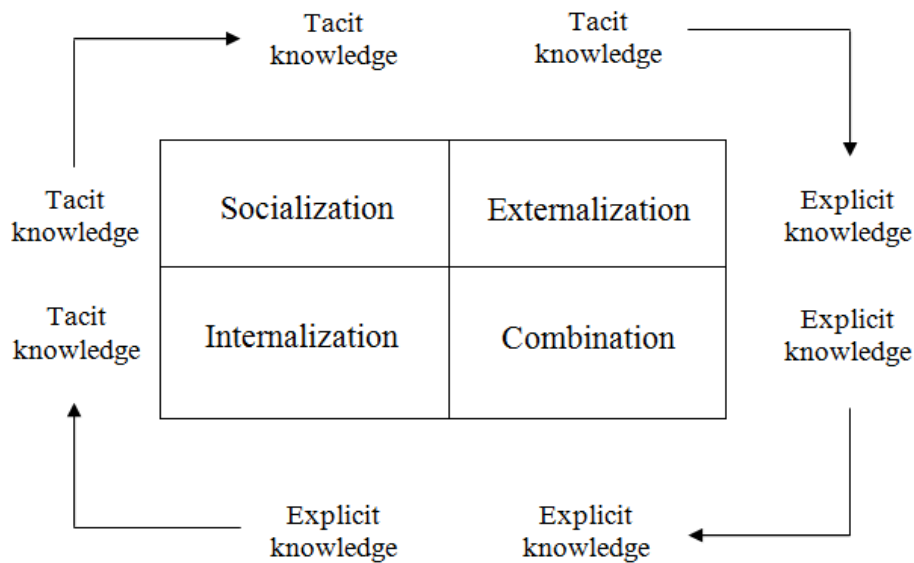 Tacit
knowledge
Tacit
knowledge
Tacit
knowledge
Socialization
Externalization
Explicit
knowledge
Tacit
knowledge
Internalization
Combination
Explicit
knowledge
Explicit
knowledge
Explicit
knowledge